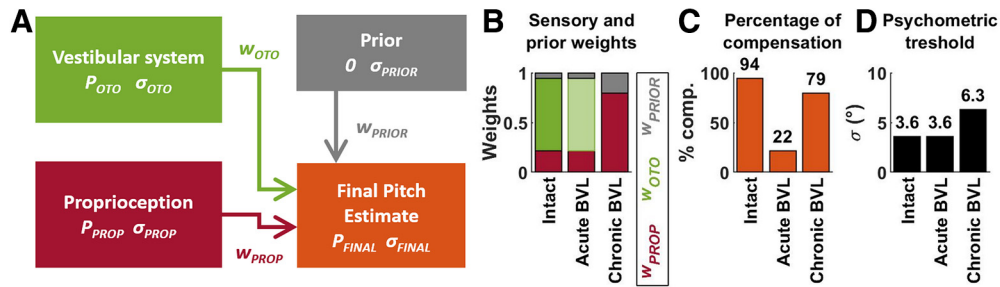 A
Vestibular system
P_OTO σ_OTO
w_OTO
Prior
0 σ_PRIOR
w_PRIOR
Proprioception
P_PROP σ_PROP
w_PROP
Final Pitch
Estimate
P_FINAL σ_FINAL
B
Sensory and
prior weights
Weights
1
0.5
0
Intact
Acute BVL
Chronic BVL
w_PROP w_OTO w_PRIOR
C
Percentage of
compensation
% comp.
100
50
0
94
22
79
Intact
Acute BVL
Chronic BVL
D
Psychometric
treshold
σ (°)
10
5
0
3.6
3.6
6.3
Intact
Acute BVL
Chronic BVL